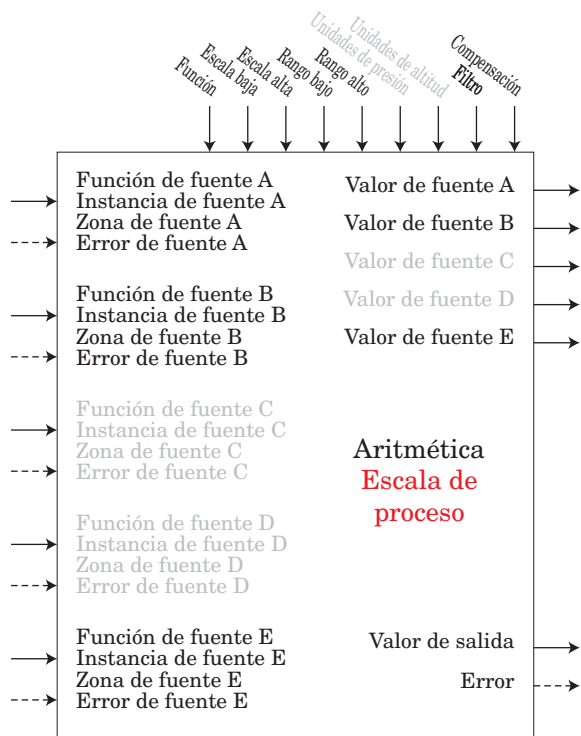 Función
Escala baja
Escala alta
Rango bajo
Rango alto
Unidades de presión
Unidades de altitud
Filtro
Compensación
Función de fuente A
Instancia de fuente A
Zona de fuente A
Error de fuente A
Función de fuente B
Instancia de fuente B
Zona de fuente B
Error de fuente B
Función de fuente C
Instancia de fuente C
Zona de fuente C
Error de fuente C
Función de fuente D
Instancia de fuente D
Zona de fuente D
Error de fuente D
Función de fuente E
Instancia de fuente E
Zona de fuente E
Error de fuente E
Valor de fuente A
Valor de fuente B
Valor de fuente C
Valor de fuente D
Valor de fuente E
Aritmética
Escala de
proceso
Valor de salida
Error